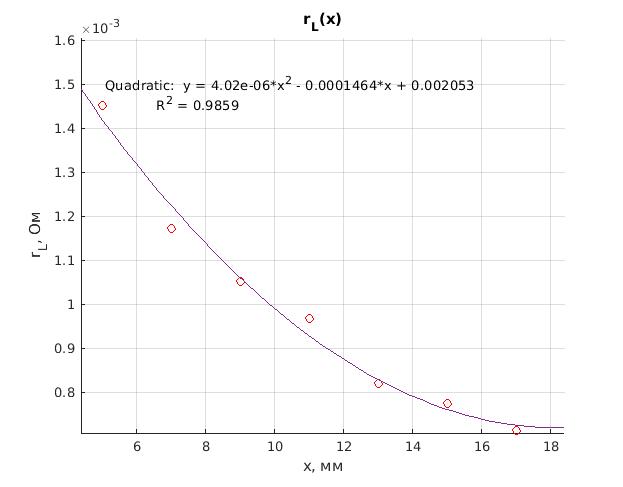 r_L(x)
×10^-3
1.6
1.5
1.4
1.3
1.2
1.1
1
0.9
0.8
Quadratic: y = 4.02e-06*x^2 - 0.0001464*x + 0.002053
R^2 = 0.9859
r_L, Ом
6 8 10 12 14 16 18
x, мм